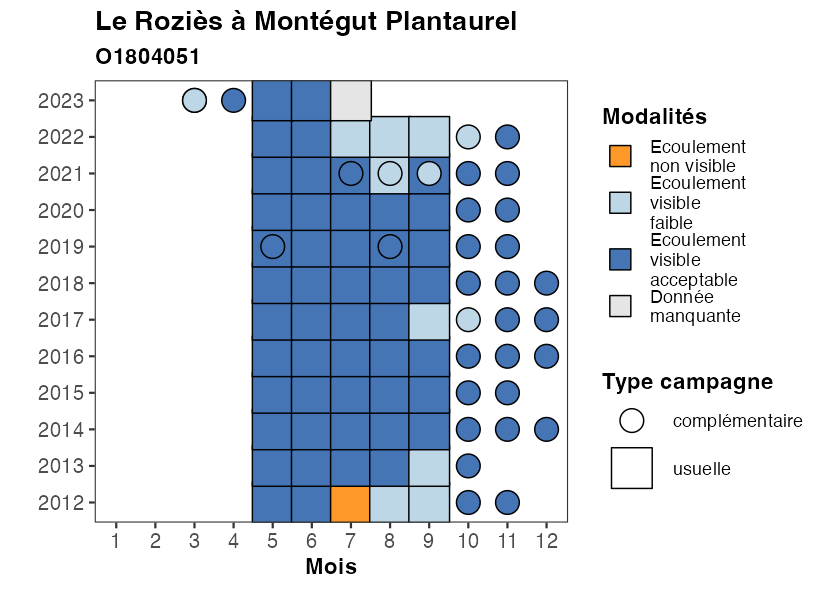 Le Roziès à Montégut Plantaurel
O1804051
2023
2022
2021
2020
2019
2018
2017
2016
2015
2014
2013
2012
1 2 3 4 5 6 7 8 9 10 11 12
Mois
Modalités
Ecoulement
non visible
Ecoulement
visible
faible
Ecoulement
visible
acceptable
Donnée
manquante
Type campagne
complémentaire
usuelle